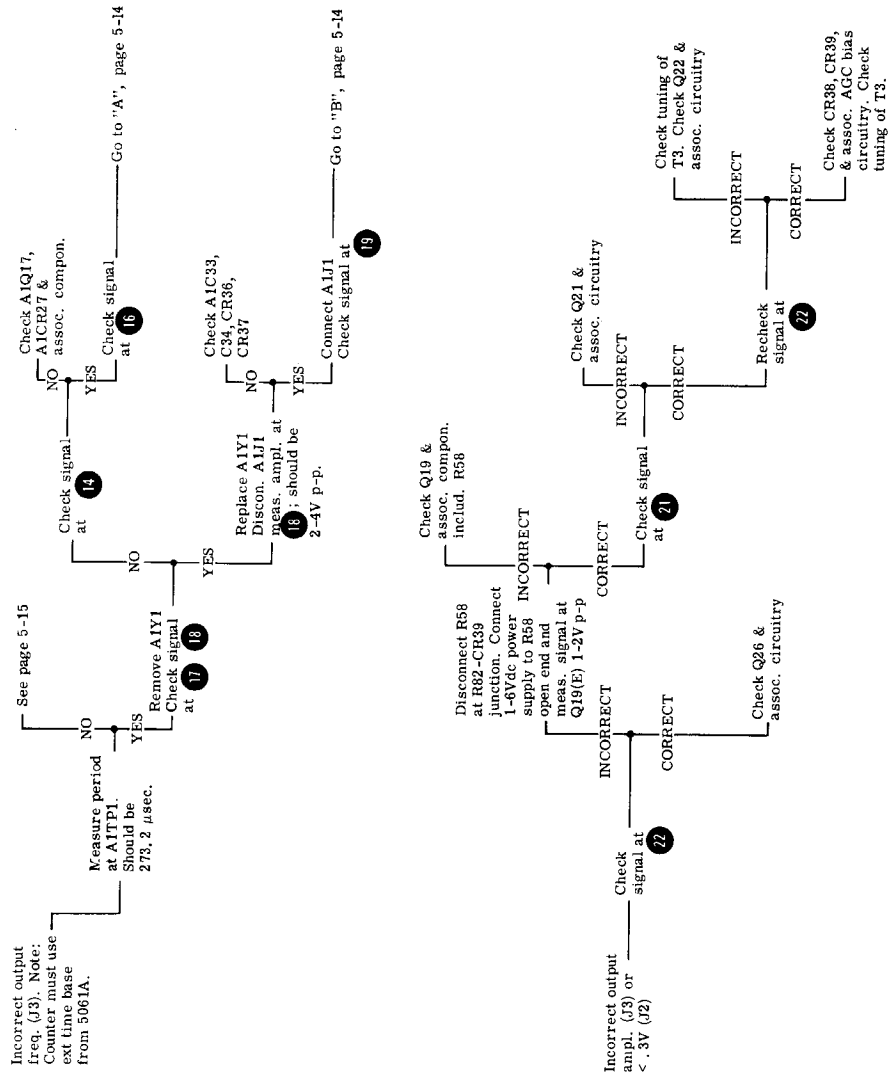 Incorrect output
freq. (J3). Note:
Counter must use
ext time base
from 5061A.
Measure period
at A1TP1.
Should be
273.2 μsec.
NO
See page 5-15
YES
Remove A1Y1
Check signal
at 17 18
NO
Check signal
at 14
NO
Check A1Q17,
A1CR27 &
assoc. compon.
YES
Check signal
at 16
Go to "A", page 5-14
YES
Replace A1Y1
Discon. A1J1
meas. ampl. at
18 ; should be
2-4V p-p.
NO
Check A1C33,
C34, CR36,
CR37
YES
Connect A1J1
Check signal at
19
Go to "B", page 5-14
Incorrect output
ampl. (J3) or
< .3V (J2)
Check
signal at
22
INCORRECT
Disconnect R58
at R82-CR39
junction. Connect
1-6Vdc power
supply to R58
open end and
meas. signal at
Q19(E) 1-2V p-p
INCORRECT
Check Q19 &
assoc. compon.
includ. R58
CORRECT
Check signal
at 21
INCORRECT
Check Q21 &
assoc. circuitry
CORRECT
Recheck
signal at
22
INCORRECT
Check tuning of
T3. Check Q22 &
assoc. circuitry
CORRECT
Check CR38, CR39,
& assoc. AGC bias
circuitry. Check
tuning of T3.
CORRECT
Check Q26 &
assoc. circuitry